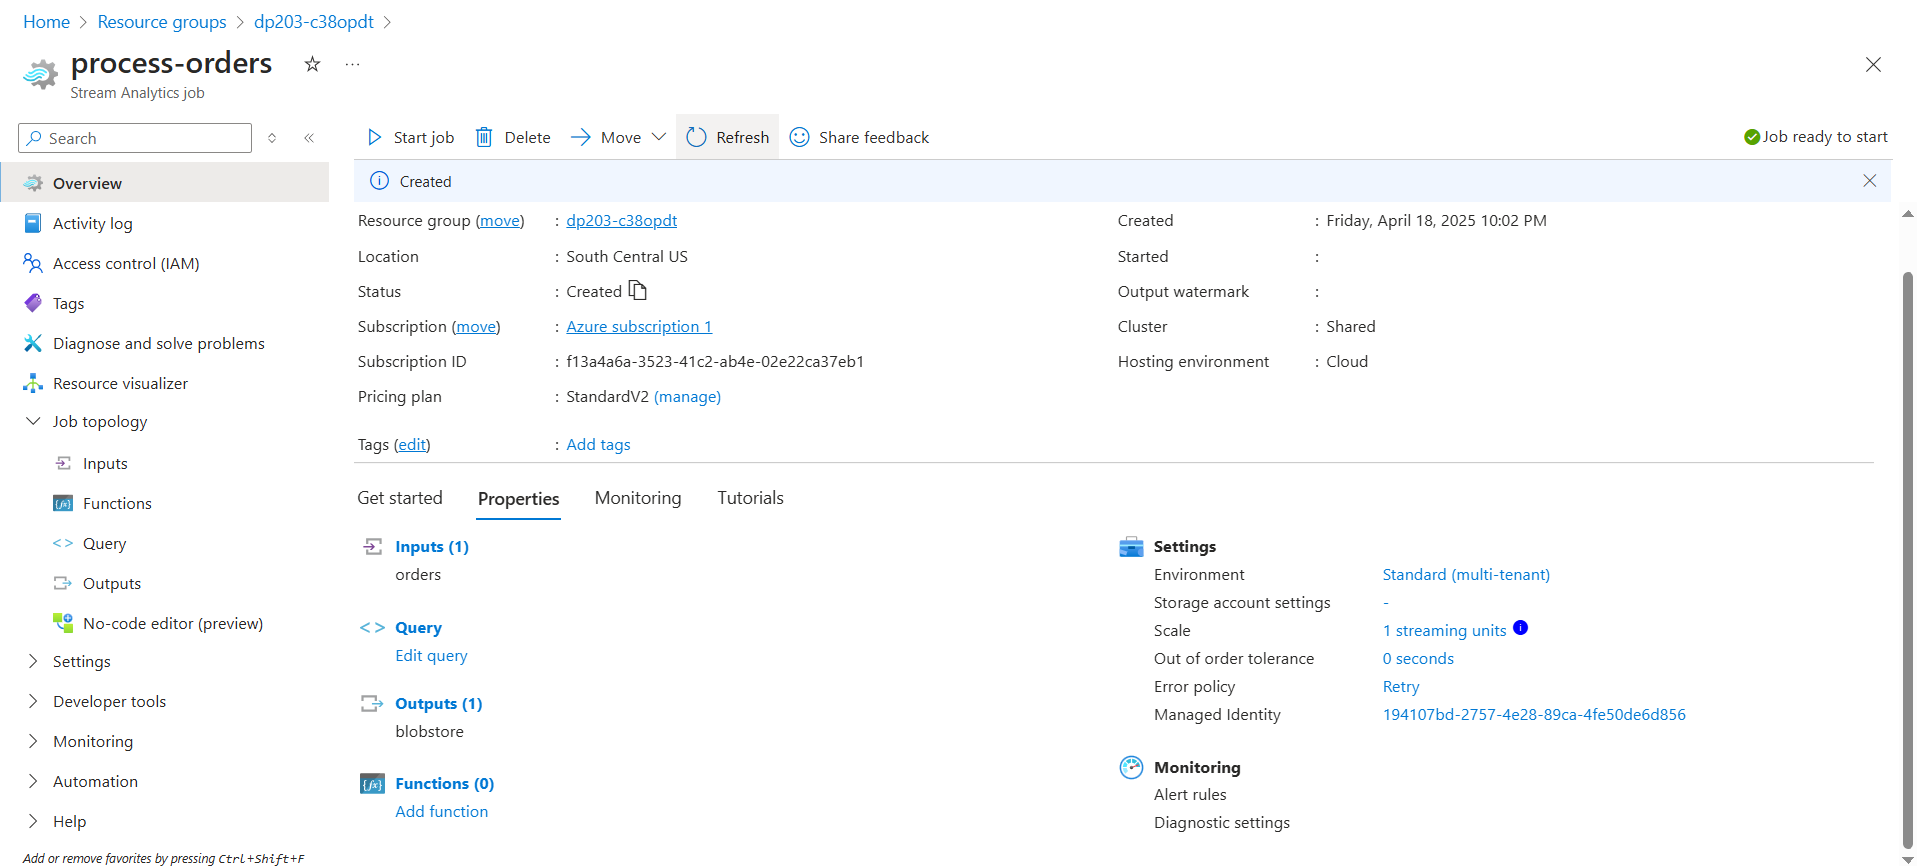 Home > Resource groups > dp203-c38opdt >
process-orders
Stream Analytics job
Search
Start job Delete Move Refresh Share feedback
Job ready to start
Created
Overview
Activity log
Access control (IAM)
Tags
Diagnose and solve problems
Resource visualizer
Job topology
Inputs
Functions
Query
Outputs
No-code editor (preview)
Settings
Developer tools
Monitoring
Automation
Help
Add or remove favorites by pressing Ctrl+Shift+F
Resource group (move) : dp203-c38opdt
Location : South Central US
Status : Created
Subscription (move) : Azure subscription 1
Subscription ID : f13a4a6a-3523-41c2-ab4e-02e22ca37eb1
Pricing plan : StandardV2 (manage)
Tags (edit) : Add tags
Created : Friday, April 18, 2025 10:02 PM
Started :
Output watermark :
Cluster : Shared
Hosting environment : Cloud
Get started Properties Monitoring Tutorials
Inputs (1)
orders
Query
Edit query
Outputs (1)
blobstore
Functions (0)
Add function
Settings
Environment Standard (multi-tenant)
Storage account settings -
Scale 1 streaming units
Out of order tolerance 0 seconds
Error policy Retry
Managed Identity 194107bd-2757-4e28-89ca-4fe50de6d856
Monitoring
Alert rules
Diagnostic settings